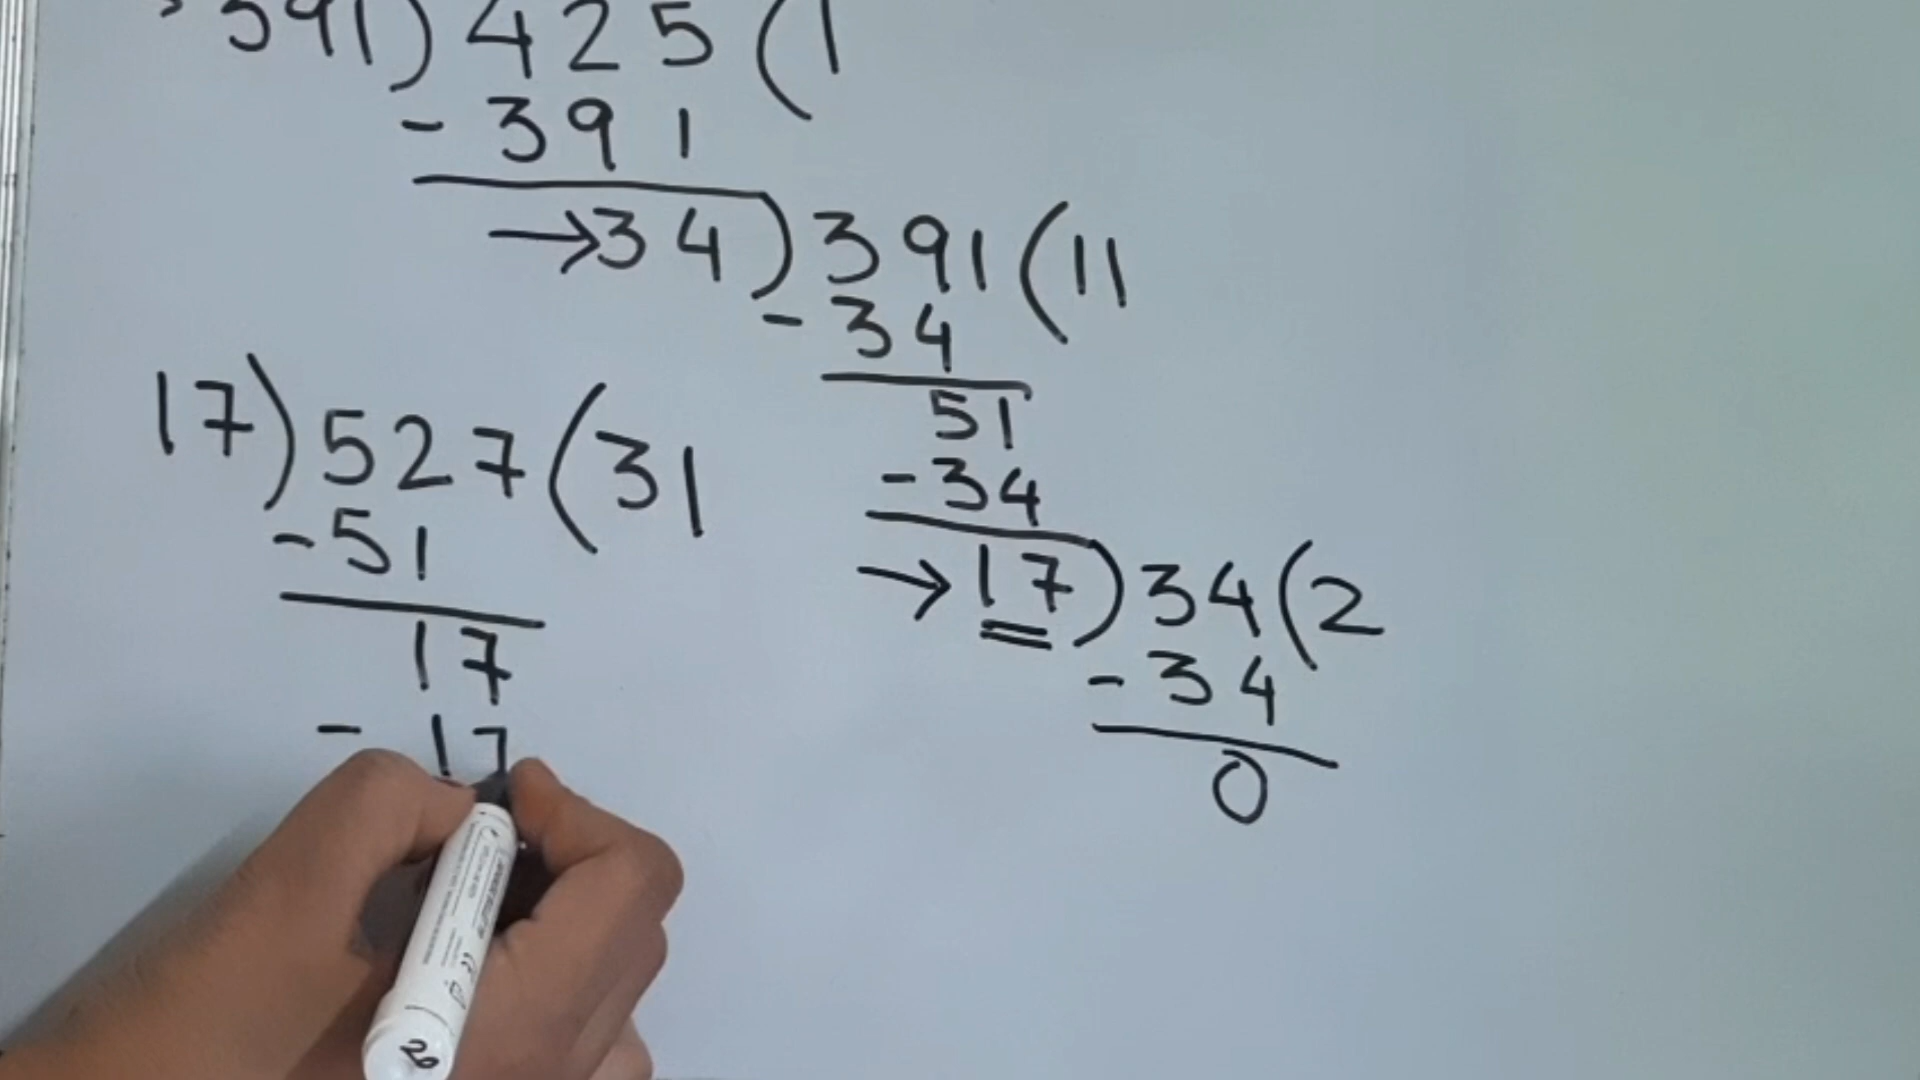 391) 425 (1
- 391
→34) 391 (11
- 34
51
- 34
→ 17) 34 (2
- 34
0
17) 527 (31
- 51
17
- 17